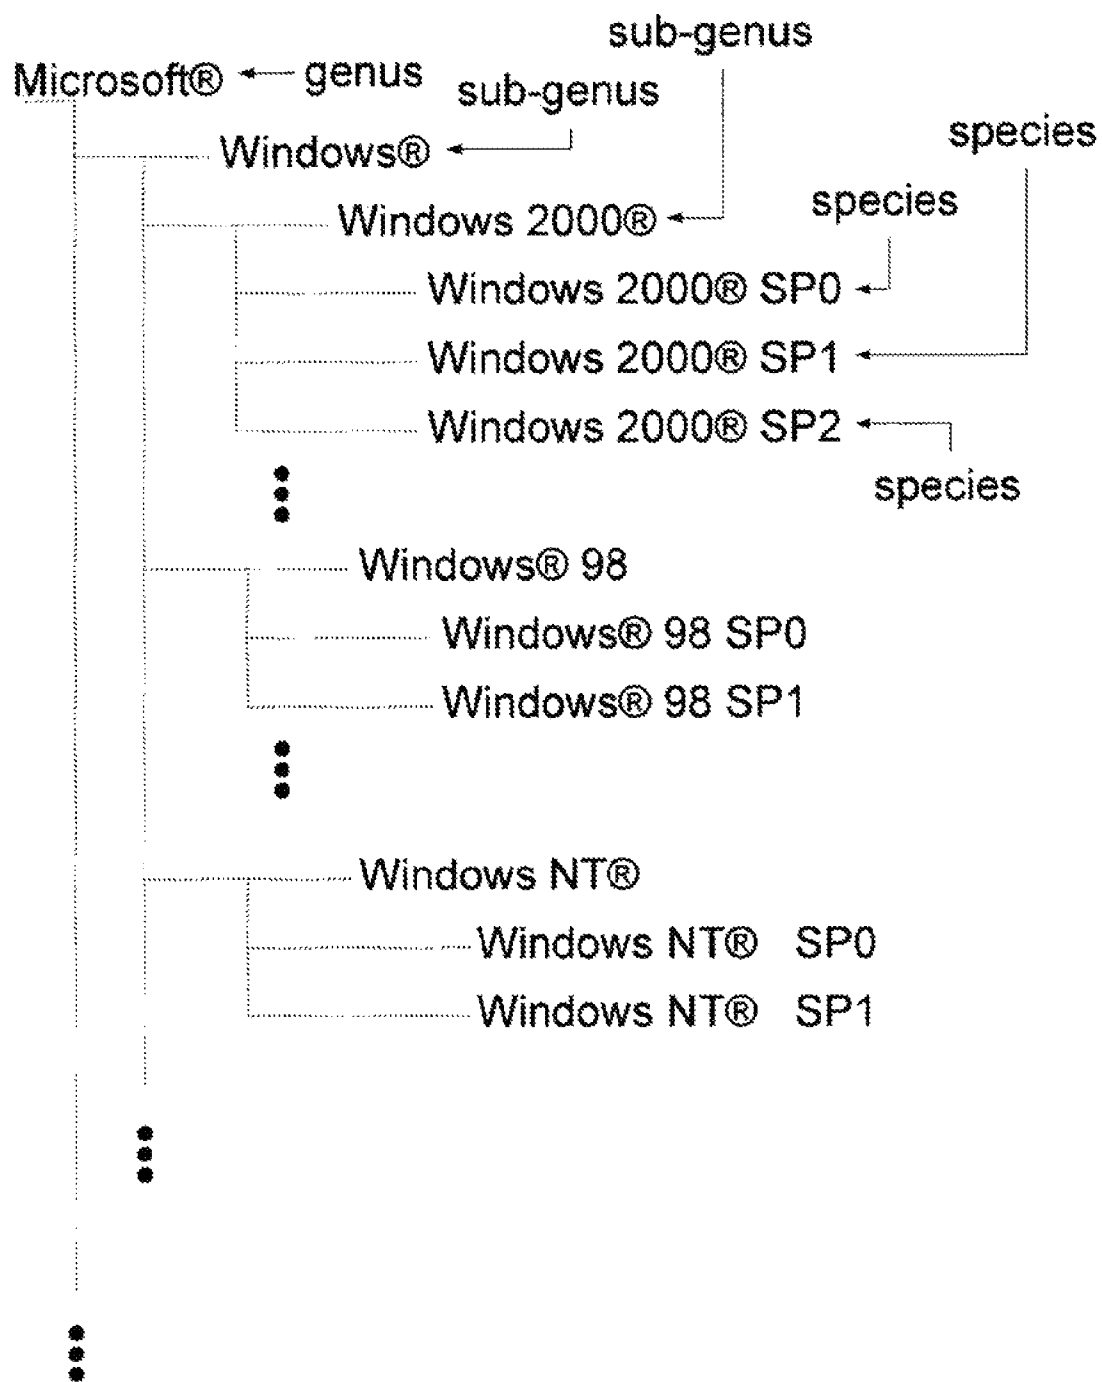 sub-genus
Microsoft® genus
sub-genus
species
Windows®
species
Windows 2000®
Windows 2000® SP0
Windows 2000® SP1
Windows 2000® SP2
species
Windows® 98
Windows® 98 SP0
Windows® 98 SP1
Windows NT®
Windows NT® SP0
Windows NT® SP1